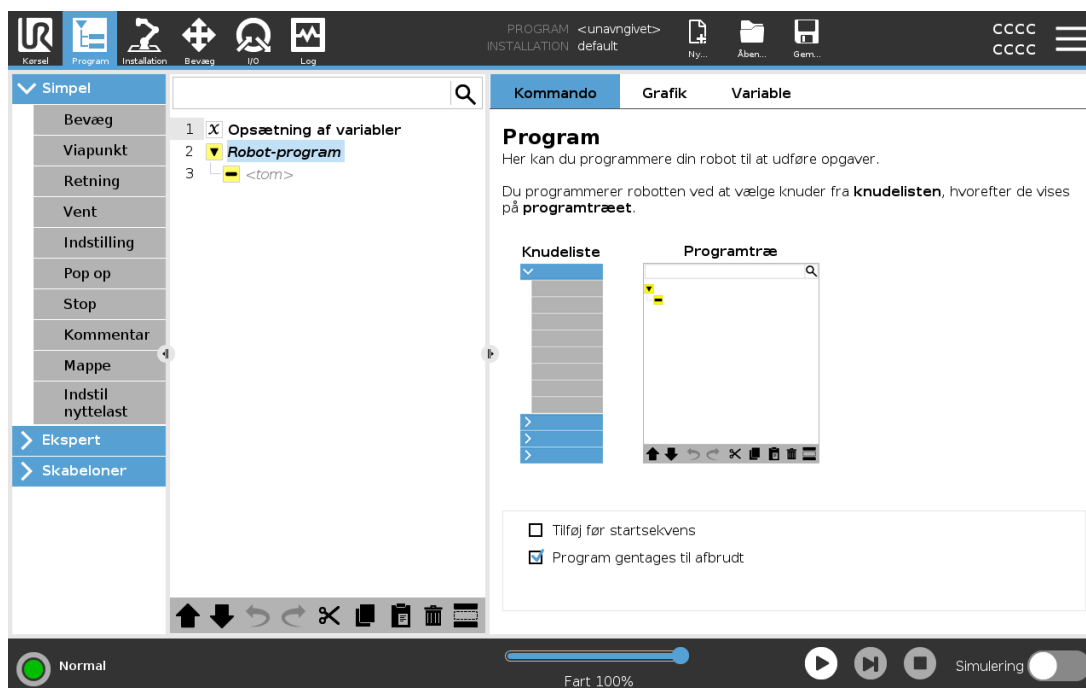 PROGRAM <unavngivet>
INSTALLATION default
CCCC
CCCC
Kørsel
Program
Installation
Bevæg
I/O
Log
Ny...
Åben...
Gem...
Simpel
Bevæg
Viapunkt
Retning
Vent
Indstilling
Pop op
Stop
Kommentar
Mappe
Indstil
nyttelast
Ekspert
Skabeloner
1 X Opsætning af variabler
2 Robot-program
3 <tom>
Kommando Grafik Variable
Program
Her kan du programmere din robot til at udføre opgaver.
Du programmerer robotten ved at vælge knuder fra knudelisten, hvorefter de vises
på programtræet.
Knudeliste Programtræ
Tilføj før startsekvens
Program gentages til afbrudt
Normal
Fart 100%
Simulering